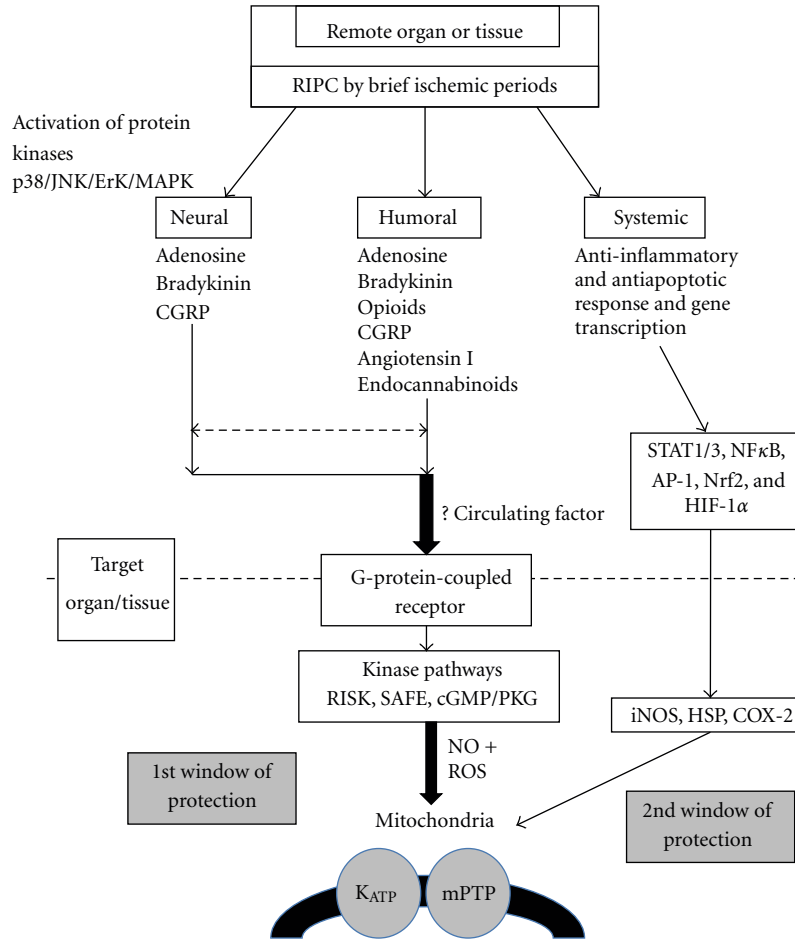 Remote organ or tissue
RIPC by brief ischemic periods
Activation of protein
kinases
p38/JNK/ErK/MAPK
Neural
Adenosine
Bradykinin
CGRP
Humoral
Adenosine
Bradykinin
Opioids
CGRP
Angiotensin I
Endocannabinoids
Systemic
Anti-inflammatory
and antiapoptotic
response and gene
transcription
STAT1/3, NFκB,
AP-1, Nrf2, and
HIF-1α
? Circulating factor
Target
organ/tissue
G-protein-coupled
receptor
Kinase pathways
RISK, SAFE, cGMP/PKG
iNOS, HSP, COX-2
NO +
ROS
1st window of
protection
Mitochondria
2nd window of
protection
KATP
mPTP